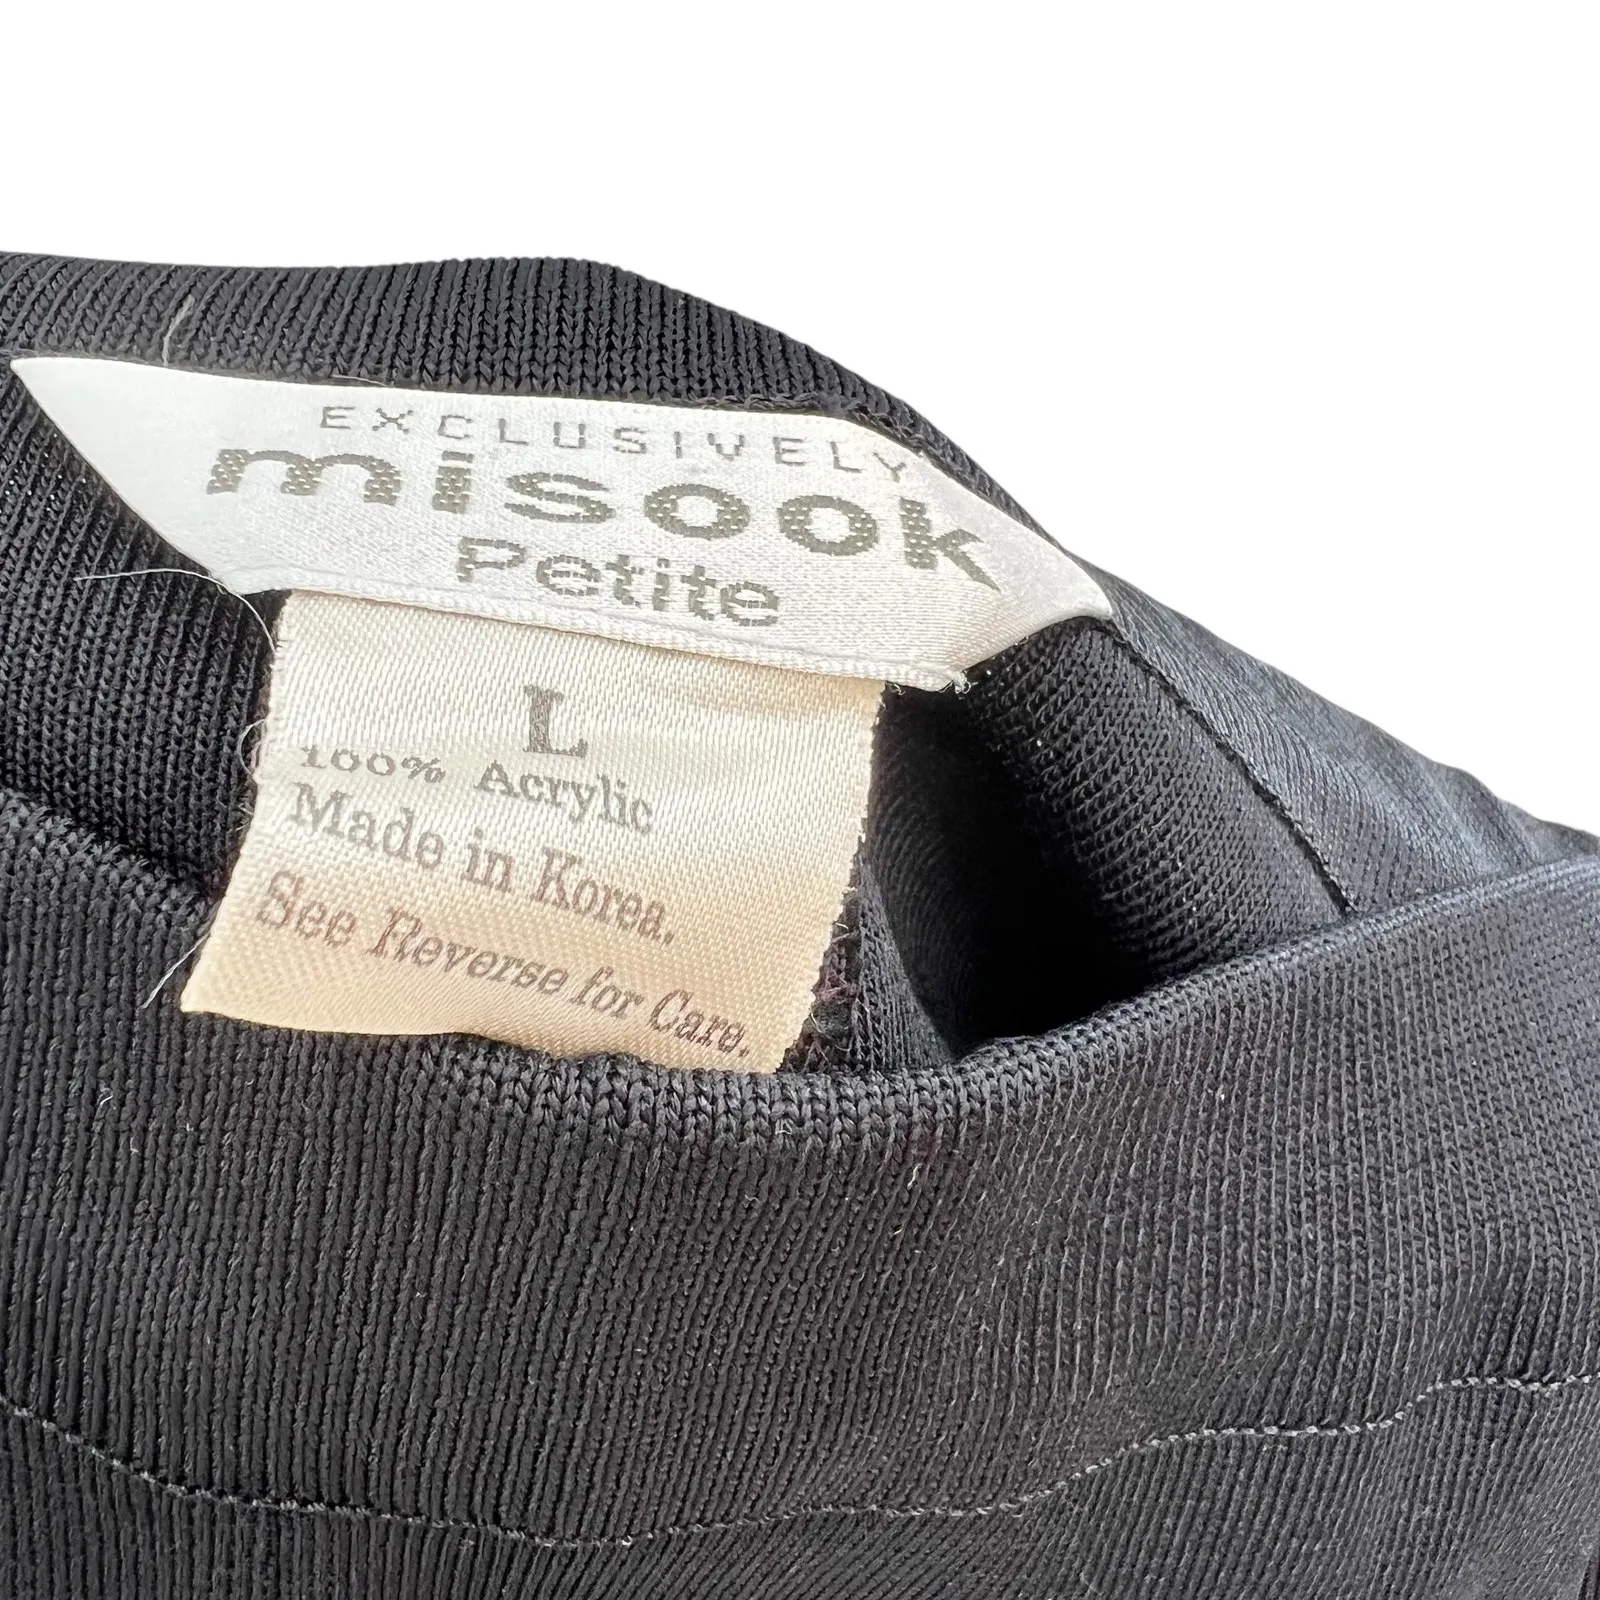 EXCLUSIVELY
misook
Petite
L
100% Acrylic
Made in Korea.
See Reverse for Care.